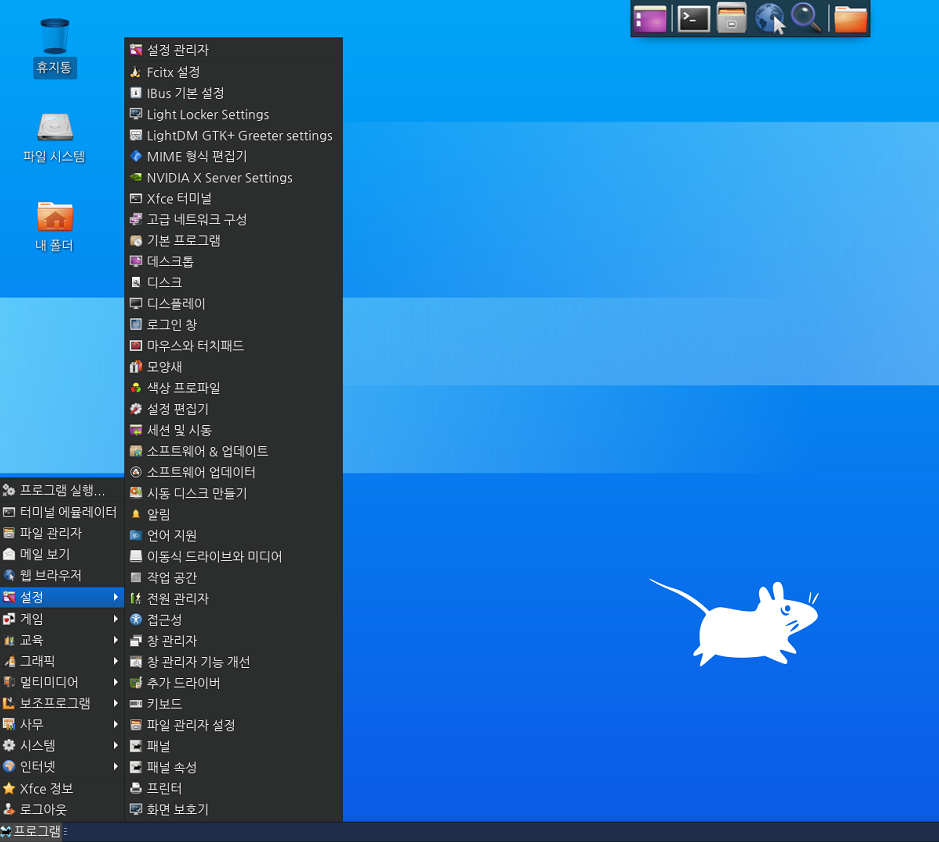 휴지통
파일 시스템
내 폴더
설정 관리자
Fcitx 설정
IBus 기본 설정
Light Locker Settings
LightDM GTK+ Greeter settings
MIME 형식 편집기
NVIDIA X Server Settings
Xfce 터미널
고급 네트워크 구성
기본 프로그램
데스크톱
디스크
디스플레이
로그인 창
마우스와 터치패드
모양새
색상 프로파일
설정 편집기
세션 및 시동
소프트웨어 & 업데이트
소프트웨어 업데이터
시동 디스크 만들기
알림
언어 지원
이동식 드라이브와 미디어
작업 공간
전원 관리자
접근성
창 관리자
창 관리자 기능 개선
추가 드라이버
키보드
파일 관리자 설정
패널
패널 속성
프린터
화면 보호기
프로그램 실행...
터미널 에뮬레이터
파일 관리자
메일 보기
웹 브라우저
설정
게임
교육
그래픽
멀티미디어
보조프로그램
사무
시스템
인터넷
Xfce 정보
로그아웃
프로그램